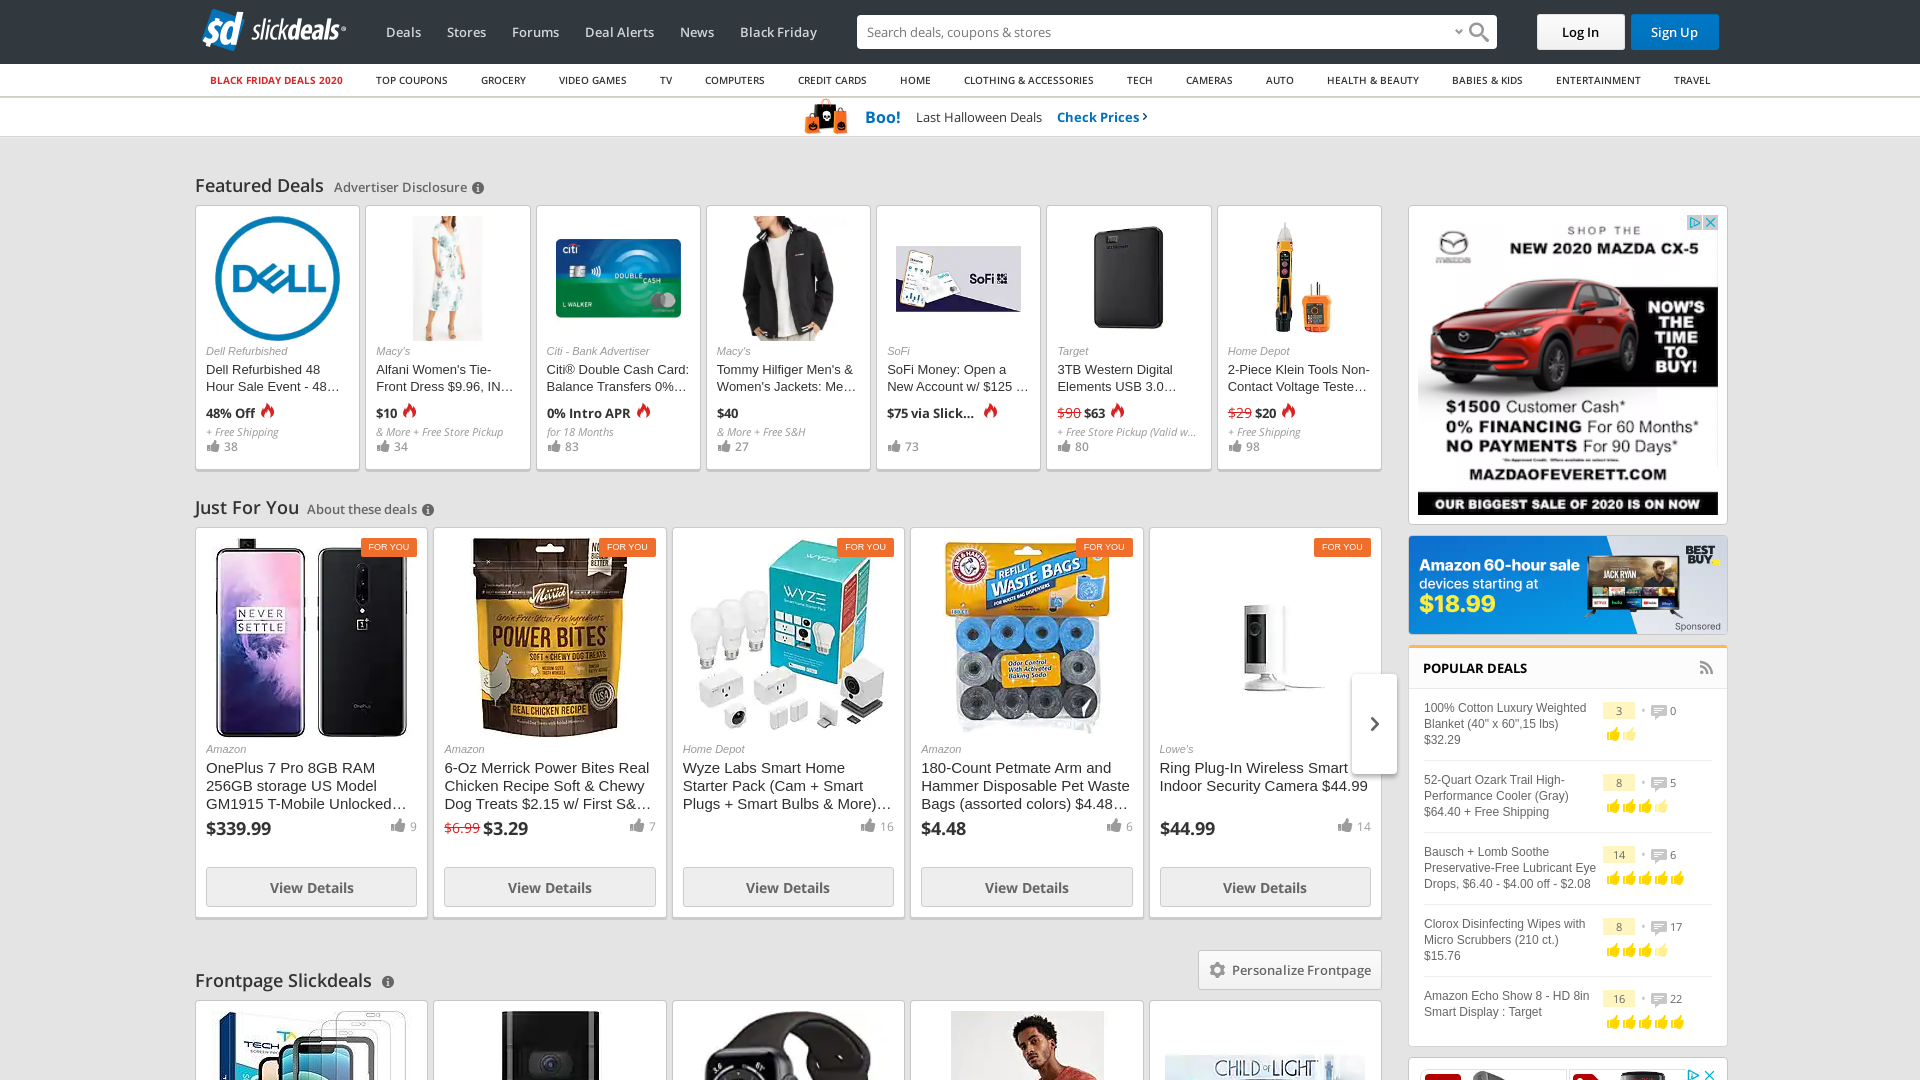 sd slickdeals
Deals
Stores
Forums
Deal Alerts
News
Black Friday
Search deals, coupons & stores
Log In
Sign Up
BLACK FRIDAY DEALS 2020
TOP COUPONS
GROCERY
VIDEO GAMES
TV
COMPUTERS
CREDIT CARDS
HOME
CLOTHING & ACCESSORIES
TECH
CAMERAS
AUTO
HEALTH & BEAUTY
BABIES & KIDS
ENTERTAINMENT
TRAVEL
Boo! Last Halloween Deals Check Prices
Featured Deals Advertiser Disclosure
DELL
Dell Refurbished
Dell Refurbished 48
Hour Sale Event - 48…
48% Off
+ Free Shipping
38
Macy's
Alfani Women's Tie-
Front Dress $9.96, IN…
$10
& More + Free Store Pickup
34
citi
DOUBLE
CASH
L WALKER
Citi - Bank Advertiser
Citi® Double Cash Card:
Balance Transfers 0%…
0% Intro APR
for 18 Months
83
Macy's
Tommy Hilfiger Men's &
Women's Jackets: Me…
$40
& More + Free S&H
27
SoFi
SoFi
SoFi Money: Open a
New Account w/ $125 …
$75 via Slick...
73
Target
3TB Western Digital
Elements USB 3.0…
$90 $63
+ Free Store Pickup (Valid w...
80
Home Depot
2-Piece Klein Tools Non-
Contact Voltage Teste…
$29 $20
+ Free Shipping
98
SHOP THE
NEW 2020 MAZDA CX-5
mazda
NOW'S
THE
TIME
TO
BUY!
$1500 Customer Cash*
0% FINANCING For 60 Months*
NO PAYMENTS For 90 Days*
MAZDAOFEVERETT.COM
OUR BIGGEST SALE OF 2020 IS ON NOW
Just For You About these deals
FOR YOU
NEVER
SETTLE
OnePlus
Amazon
OnePlus 7 Pro 8GB RAM
256GB storage US Model
GM1915 T-Mobile Unlocked…
$339.99
9
View Details
FOR YOU
Merrick
POWER BITES
SOFT + CHEWY DOG TREATS
USA
REAL CHICKEN RECIPE
Amazon
6-Oz Merrick Power Bites Real
Chicken Recipe Soft & Chewy
Dog Treats $2.15 w/ First S&…
$6.99 $3.29
7
View Details
FOR YOU
WYZE
Home Depot
Wyze Labs Smart Home
Starter Pack (Cam + Smart
Plugs + Smart Bulbs & More)…
16
View Details
FOR YOU
ARM & HAMMER
REFILL
WASTE BAGS
FOR WASTE BAG DISPENSERS
Odor Control
With Activated
Baking Soda
Amazon
180-Count Petmate Arm and
Hammer Disposable Pet Waste
Bags (assorted colors) $4.48…
$4.48
6
View Details
FOR YOU
Lowe's
Ring Plug-In Wireless Smart
Indoor Security Camera $44.99
$44.99
14
View Details
Amazon 60-hour sale
devices starting at
$18.99
JACK RYAN
BEST
BUY
Sponsored
POPULAR DEALS
100% Cotton Luxury Weighted
Blanket (40" x 60",15 lbs)
$32.29
3 • 0
52-Quart Ozark Trail High-
Performance Cooler (Gray)
$64.40 + Free Shipping
8 • 5
Bausch + Lomb Soothe
Preservative-Free Lubricant Eye
Drops, $6.40 - $4.00 off - $2.08
14 • 6
Clorox Disinfecting Wipes with
Micro Scrubbers (210 ct.)
$15.76
8 • 17
Amazon Echo Show 8 - HD 8in
Smart Display : Target
16 • 22
Frontpage Slickdeals
Personalize Frontpage
TECH
CHILD of LIGHT